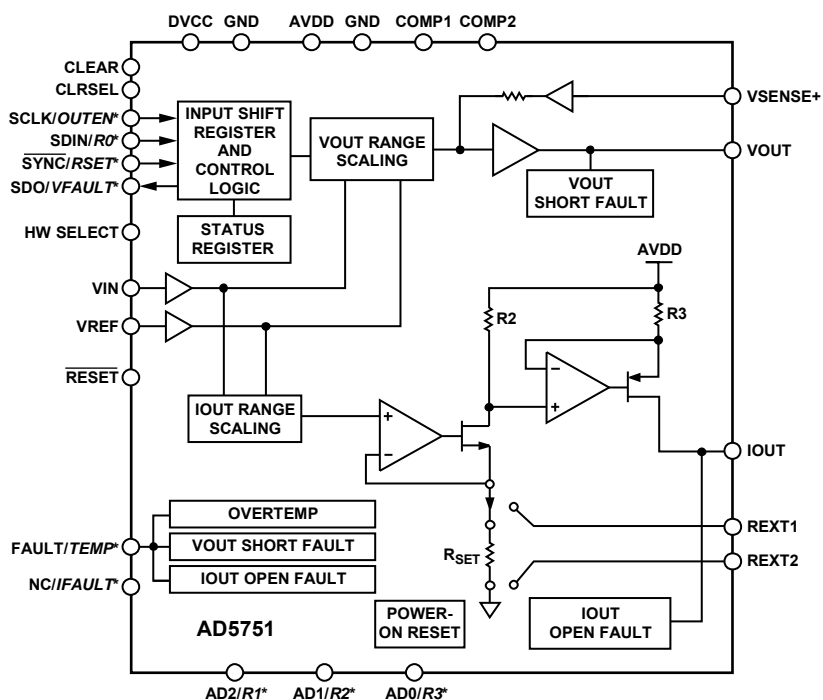 DVCC GND AVDD GND COMP1 COMP2
CLEAR
CLRSEL
SCLK/OUTEN*
SDIN/R0*
SYNC/RSET*
SDO/VFAULT*
HW SELECT
VIN
VREF
RESET
FAULT/TEMP*
NC/IFAULT*
INPUT SHIFT
REGISTER
AND
CONTROL
LOGIC
STATUS
REGISTER
VOUT RANGE
SCALING
VOUT
SHORT FAULT
VSENSE+
VOUT
AVDD
R2
R3
IOUT RANGE
SCALING
+
−
−
+
IOUT
REXT1
REXT2
RSET
OVERTEMP
VOUT SHORT FAULT
IOUT OPEN FAULT
POWER-
ON RESET
IOUT
OPEN FAULT
AD5751
AD2/R1* AD1/R2* AD0/R3*